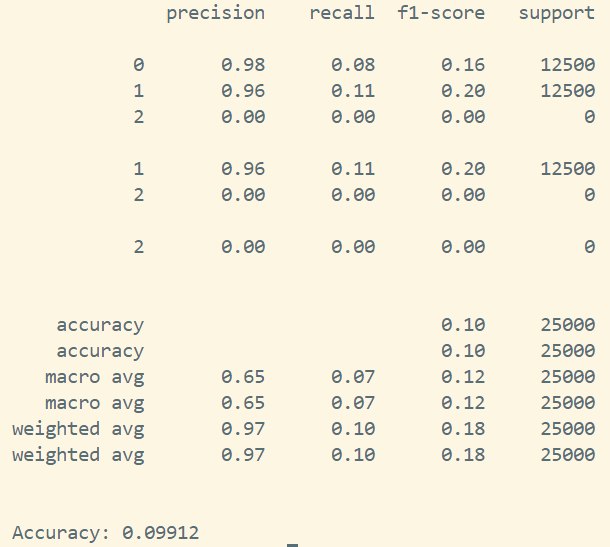 precision recall f1-score support
0 0.98 0.08 0.16 12500
1 0.96 0.11 0.20 12500
2 0.00 0.00 0.00 0
1 0.96 0.11 0.20 12500
2 0.00 0.00 0.00 0
2 0.00 0.00 0.00 0
accuracy 0.10 25000
accuracy 0.10 25000
macro avg 0.65 0.07 0.12 25000
macro avg 0.65 0.07 0.12 25000
weighted avg 0.97 0.10 0.18 25000
weighted avg 0.97 0.10 0.18 25000
Accuracy: 0.09912